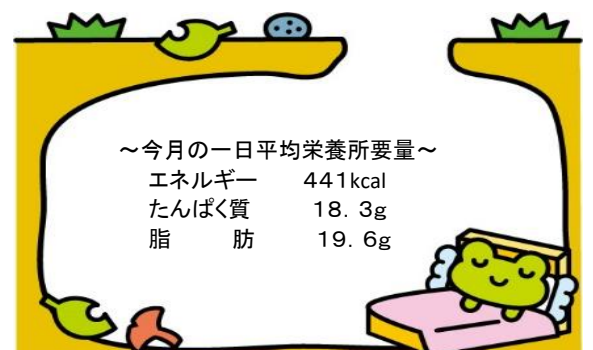 ～今月の一日平均栄養所要量～
エネルギー　　441kcal
たんぱく質　　　18．3g
脂　　　肪　　　19．6g